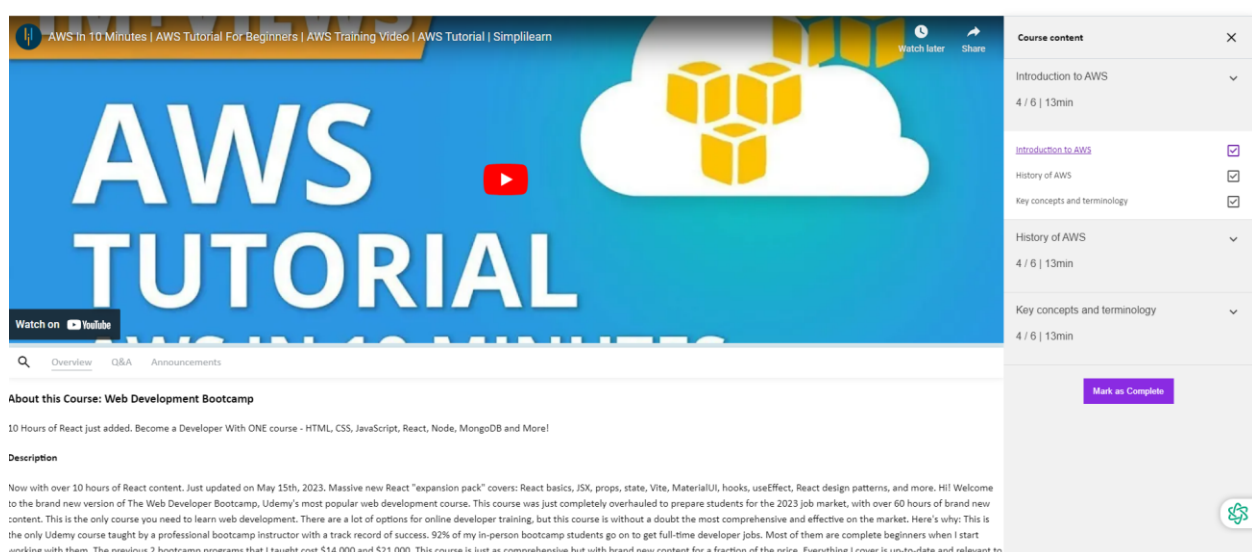 INTERVIEWS
AWS In 10 Minutes | AWS Tutorial For Beginners | AWS Training Video | AWS Tutorial | Simplilearn
Watch later
Share
AWS
TUTORIAL
AWS IN 10 MINUTES
Watch on YouTube
Overview Q&A Announcements
About this Course: Web Development Bootcamp
10 Hours of React just added. Become a Developer With ONE course - HTML, CSS, JavaScript, React, Node, MongoDB and More!
Description
Now with over 10 hours of React content. Just updated on May 15th, 2023. Massive new React "expansion pack" covers: React basics, JSX, props, state, Vite, MaterialUI, hooks, useEffect, React design patterns, and more. Hi! Welcome
to the brand new version of The Web Developer Bootcamp, Udemy's most popular web development course. This course was just completely overhauled to prepare students for the 2023 job market, with over 60 hours of brand new
content. This is the only course you need to learn web development. There are a lot of options for online developer training, but this course is without a doubt the most comprehensive and effective on the market. Here's why: This is
the only Udemy course taught by a professional bootcamp instructor with a track record of success. 92% of my in-person bootcamp students go on to get full-time developer jobs. Most of them are complete beginners when I start
working with them. The previous 2 bootcamp programs that I taught cost $14,000 and $21,000. This course is just as comprehensive but with brand new content for a fraction of the price. Everything I cover is up-to-date and relevant to
Course content
Introduction to AWS
4 / 6 | 13min
Introduction to AWS
History of AWS
Key concepts and terminology
History of AWS
4 / 6 | 13min
Key concepts and terminology
4 / 6 | 13min
Mark as Complete